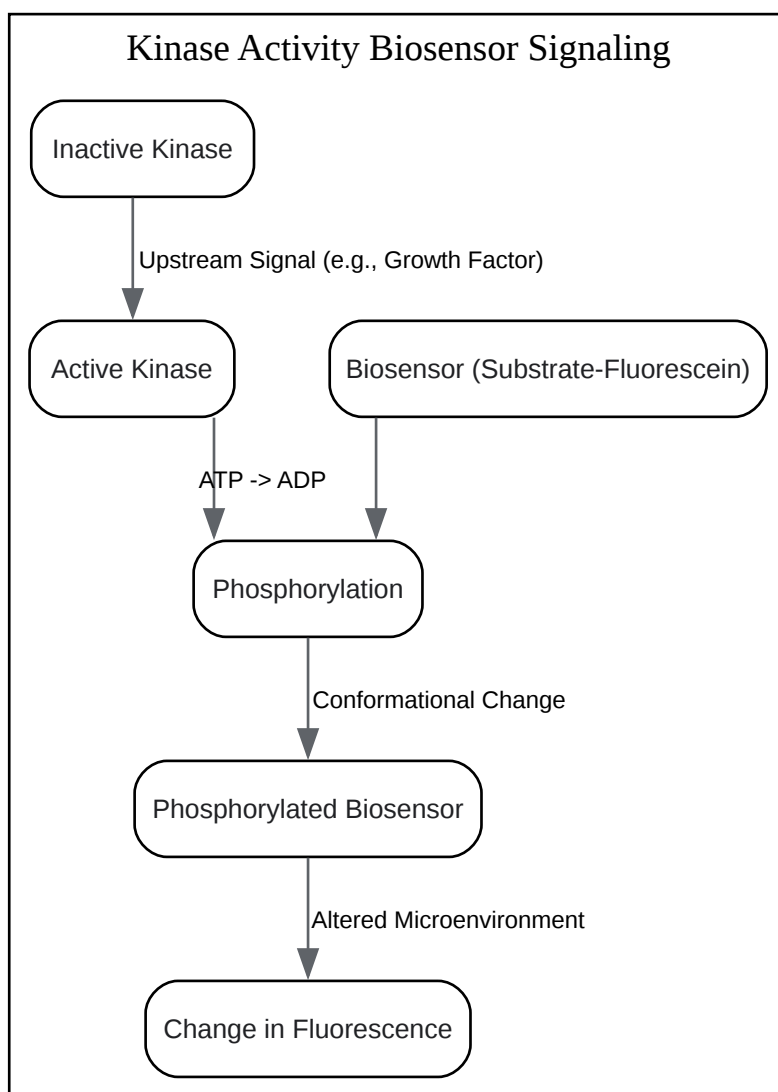 Kinase Activity Biosensor Signaling
Inactive Kinase
Upstream Signal (e.g., Growth Factor)
Active Kinase
Biosensor (Substrate-Fluorescein)
ATP -> ADP
Phosphorylation
Conformational Change
Phosphorylated Biosensor
Altered Microenvironment
Change in Fluorescence